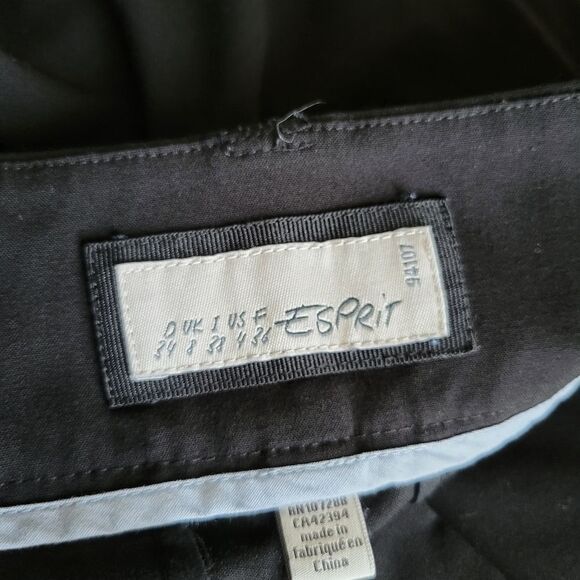 94107
D UK I US F
34 8 38 4 36
ESPRIT
RN107288
CA42394
made in
fabriqué en
China